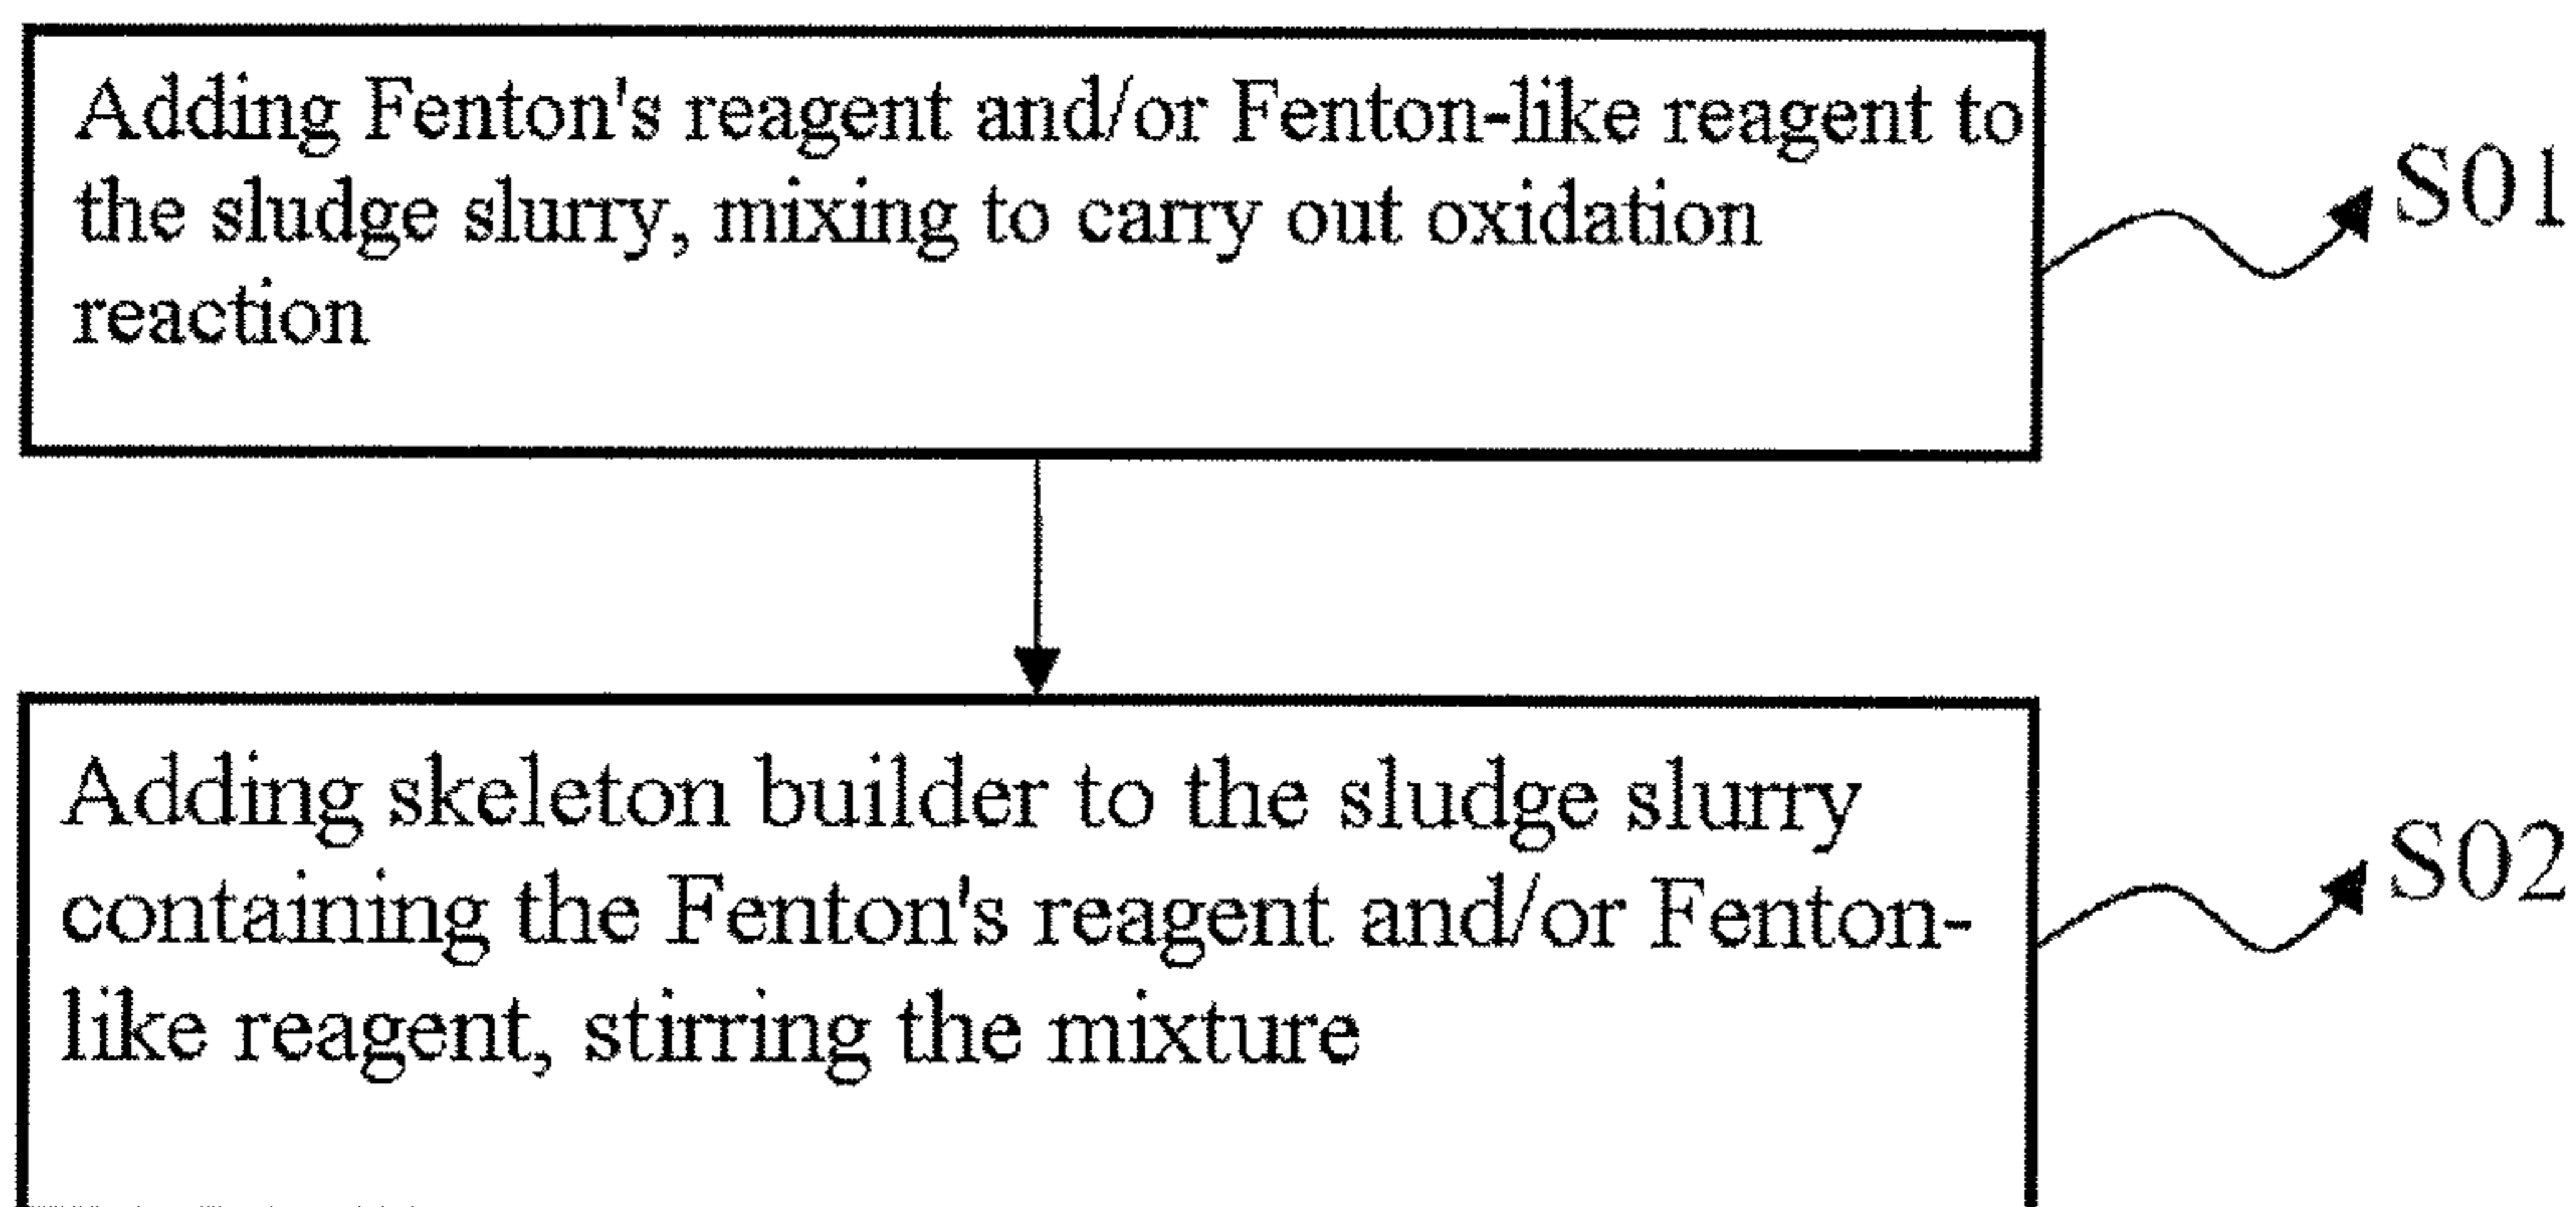 Adding Fenton's reagent and/or Fenton-like reagent to
the sludge slurry, mixing to carry out oxidation
reaction
S01
Adding skeleton builder to the sludge slurry
containing the Fenton's reagent and/or Fenton-
like reagent, stirring the mixture
S02